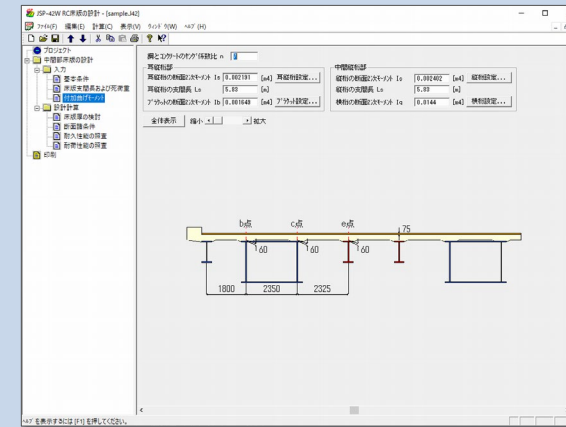 JSP-42W RC床版の設計 - [sample.J42]
ファイル(F) 編集(E) 計算(C) 表示(V) ウィンドウ(W) ヘルプ(H)
プロジェクト
中間部床版の設計
入力
基本条件
床版支間長および死荷重
付加曲げモーメント
設計計算
床版厚の検討
断面諸条件
耐久性能の照査
耐荷性能の照査
印刷
鋼とコンクリートのヤング係数比 n 7
耳縦桁部
耳縦桁の断面2次モーメント Is 0.002191 [m4] 耳縦桁設定...
耳縦桁の支間長 Ls 5.83 [m]
ブラケットの断面2次モーメント Ib 0.001649 [m4] ブラケット設定...
中間縦桁部
縦桁の断面2次モーメント Is 0.002402 [m4] 縦桁設定...
縦桁の支間長 Ls 5.83 [m]
横桁の断面2次モーメント Iq 0.0144 [m4] 横桁設定...
全体表示 縮小 拡大
b点 c点 e点
75
60 60 60
1800 2350 2325
ヘルプを表示するには [F1] を押してください。